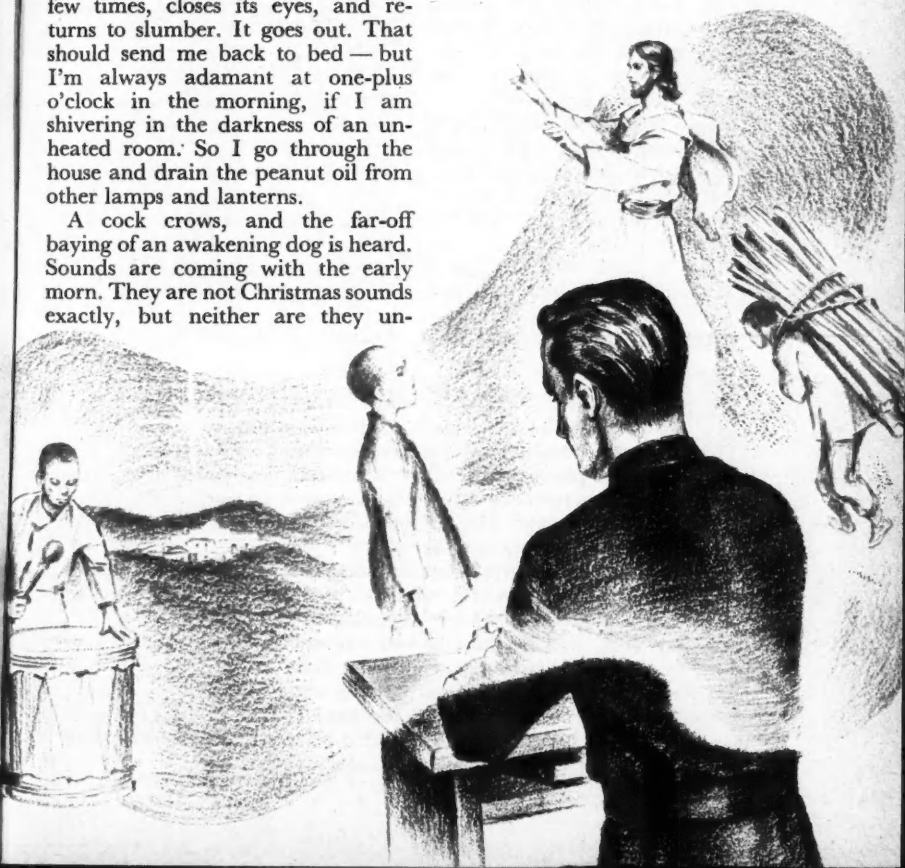 few times, closes its eyes, and re-
turns to slumber. It goes out. That
should send me back to bed — but
I'm always adamant at one-plus
o'clock in the morning, if I am
shivering in the darkness of an un-
heated room. So I go through the
house and drain the peanut oil from
other lamps and lanterns.
A cock crows, and the far-off
baying of an awakening dog is heard.
Sounds are coming with the early
morn. They are not Christmas sounds
exactly, but neither are they un-